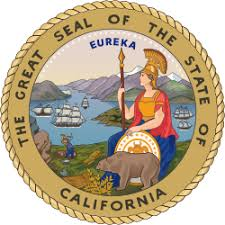 THE GREAT SEAL OF THE STATE OF CALIFORNIA
EUREKA